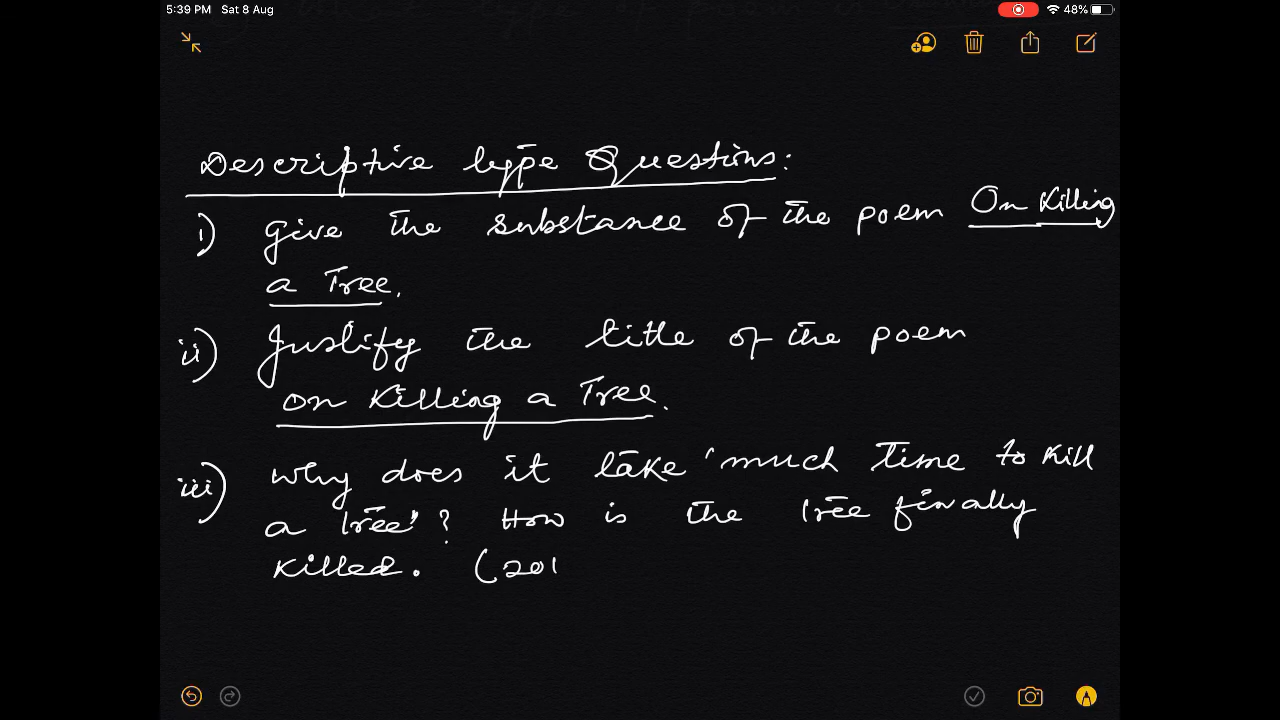 5:39 PM Sat 8 Aug 48%
Descriptive type Questions:
i) Give the substance of the poem On Killing
a Tree.
ii) Justify the title of the poem
On Killing a Tree.
iii) Why does it take 'much time to kill
a tree'? How is the tree finally
killed. (201